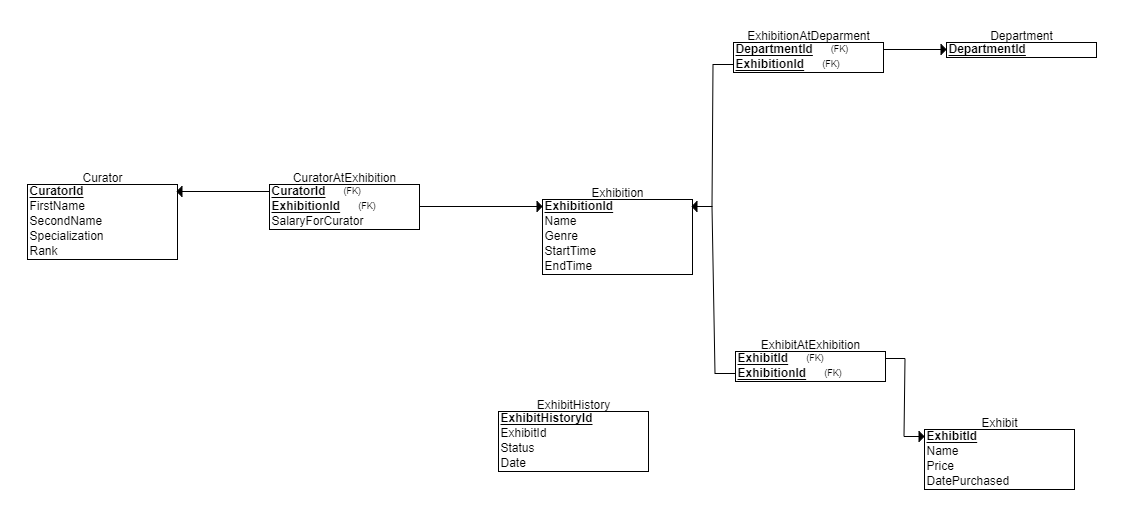 ExhibitionAtDeparment
DepartmentId (FK)
ExhibitionId (FK)
Department
DepartmentId
Curator
CuratorId
FirstName
SecondName
Specialization
Rank
CuratorAtExhibition
CuratorId (FK)
ExhibitionId (FK)
SalaryForCurator
Exhibition
ExhibitionId
Name
Genre
StartTime
EndTime
ExhibitAtExhibition
ExhibitId (FK)
ExhibitionId (FK)
ExhibitHistory
ExhibitHistoryId
ExhibitId
Status
Date
Exhibit
ExhibitId
Name
Price
DatePurchased